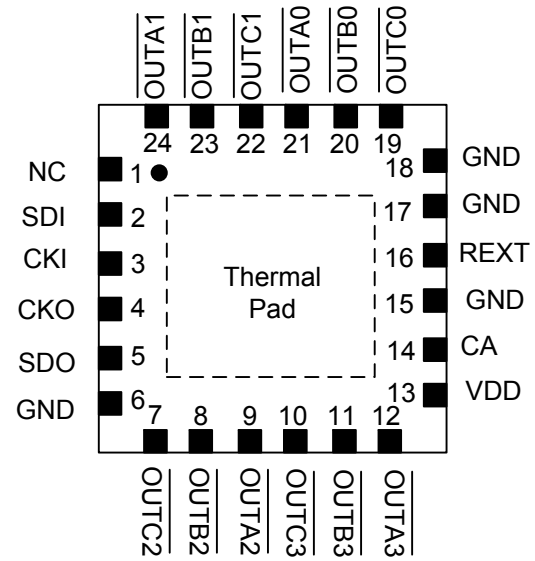 OUTA1 OUTB1 OUTC1 OUTA0 OUTB0 OUTC0
24 23 22 21 20 19
NC 1 18 GND
SDI 2 17 GND
CKI 3 16 REXT
CKO 4 15 GND
SDO 5 14 CA
GND 6 13 VDD
Thermal
Pad
7 8 9 10 11 12
OUTC2 OUTB2 OUTA2 OUTC3 OUTB3 OUTA3